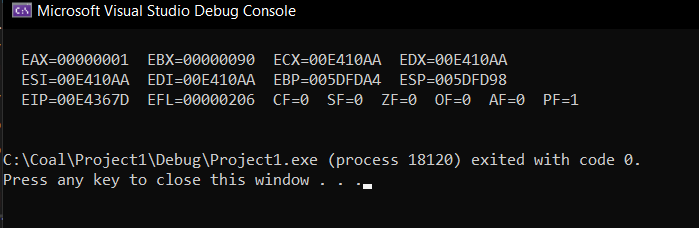 Microsoft Visual Studio Debug Console
EAX=00000001 EBX=00000090 ECX=00E410AA EDX=00E410AA
ESI=00E410AA EDI=00E410AA EBP=005DFDA4 ESP=005DFD98
EIP=00E4367D EFL=00000206 CF=0 SF=0 ZF=0 OF=0 AF=0 PF=1
C:\Coal\Project1\Debug\Project1.exe (process 18120) exited with code 0.
Press any key to close this window . . .